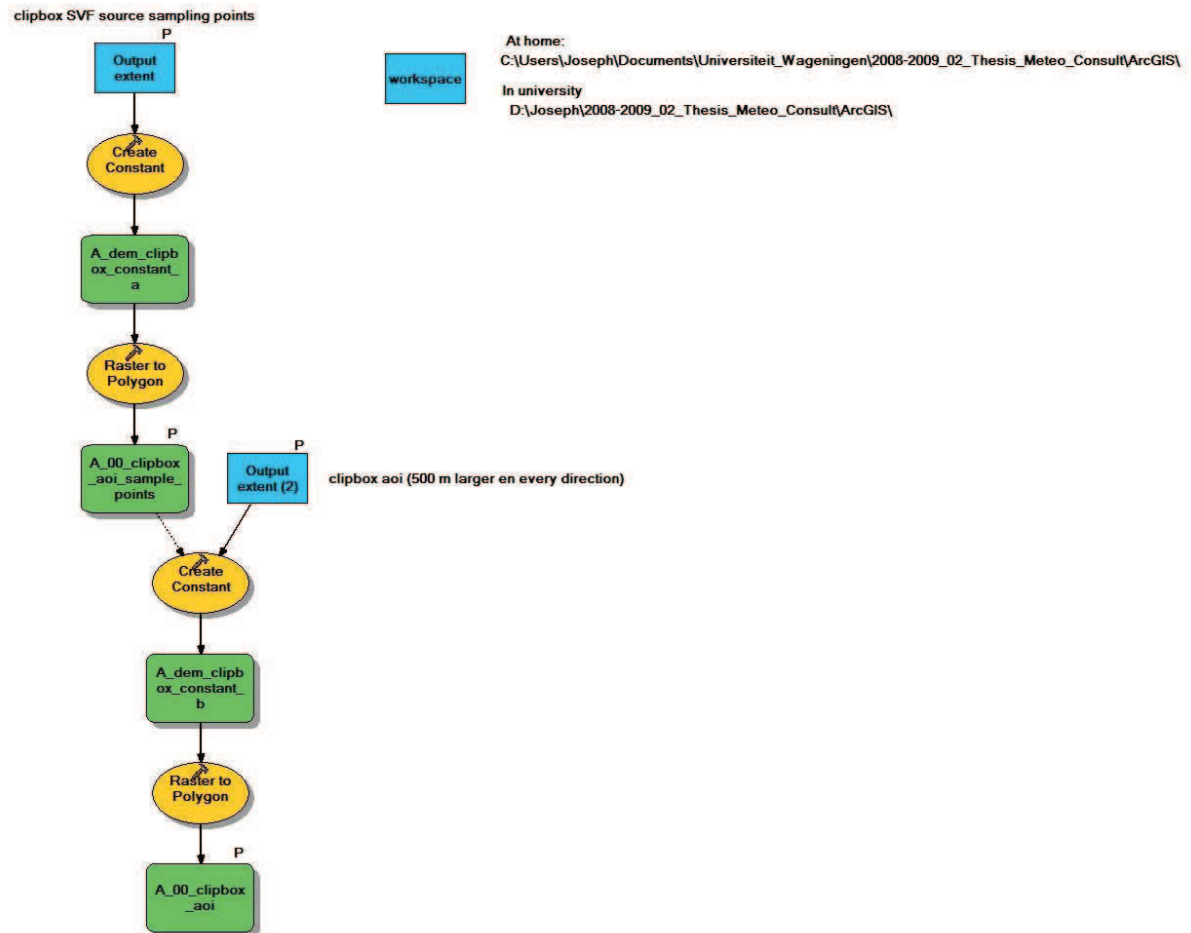 clipbox SVF source sampling points
P
Output
extent
workspace
At home:
C:\Users\Joseph\Documents\Universiteit_Wageningen\2008-2009_02_Thesis_Meteo_Consult\ArcGIS\
In university
D:\Joseph\2008-2009_02_Thesis_Meteo_Consult\ArcGIS\
Create
Constant
A_dem_clipb
ox_constant_
a
Raster to
Polygon
P
A_00_clipbox
_aoi_sample_
points
P
Output
extent (2)
clipbox aoi (500 m larger en every direction)
Create
Constant
A_dem_clipb
ox_constant_
b
Raster to
Polygon
P
A_00_clipbox
_aoi